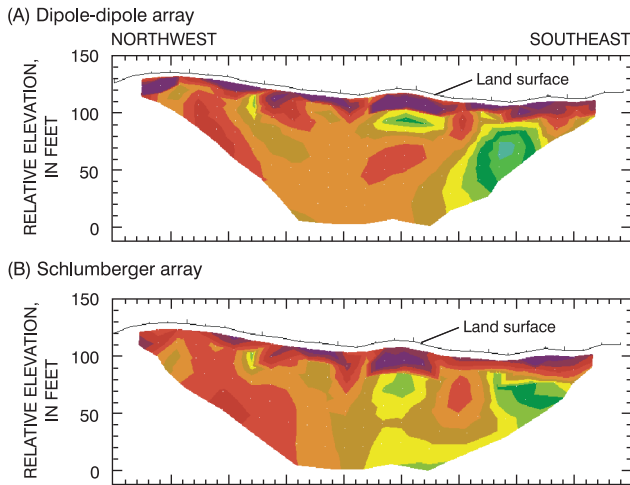 (A) Dipole-dipole array
NORTHWEST SOUTHEAST
150
100
50
0
RELATIVE ELEVATION,
IN FEET
Land surface
(B) Schlumberger array
150
100
50
0
RELATIVE ELEVATION,
IN FEET
Land surface